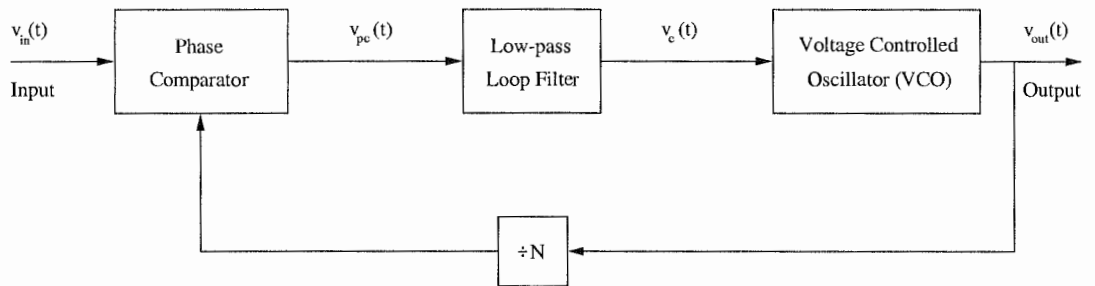 v_in(t)
Input
Phase
Comparator
v_pc(t)
Low-pass
Loop Filter
v_c(t)
Voltage Controlled
Oscillator (VCO)
v_out(t)
Output
÷N